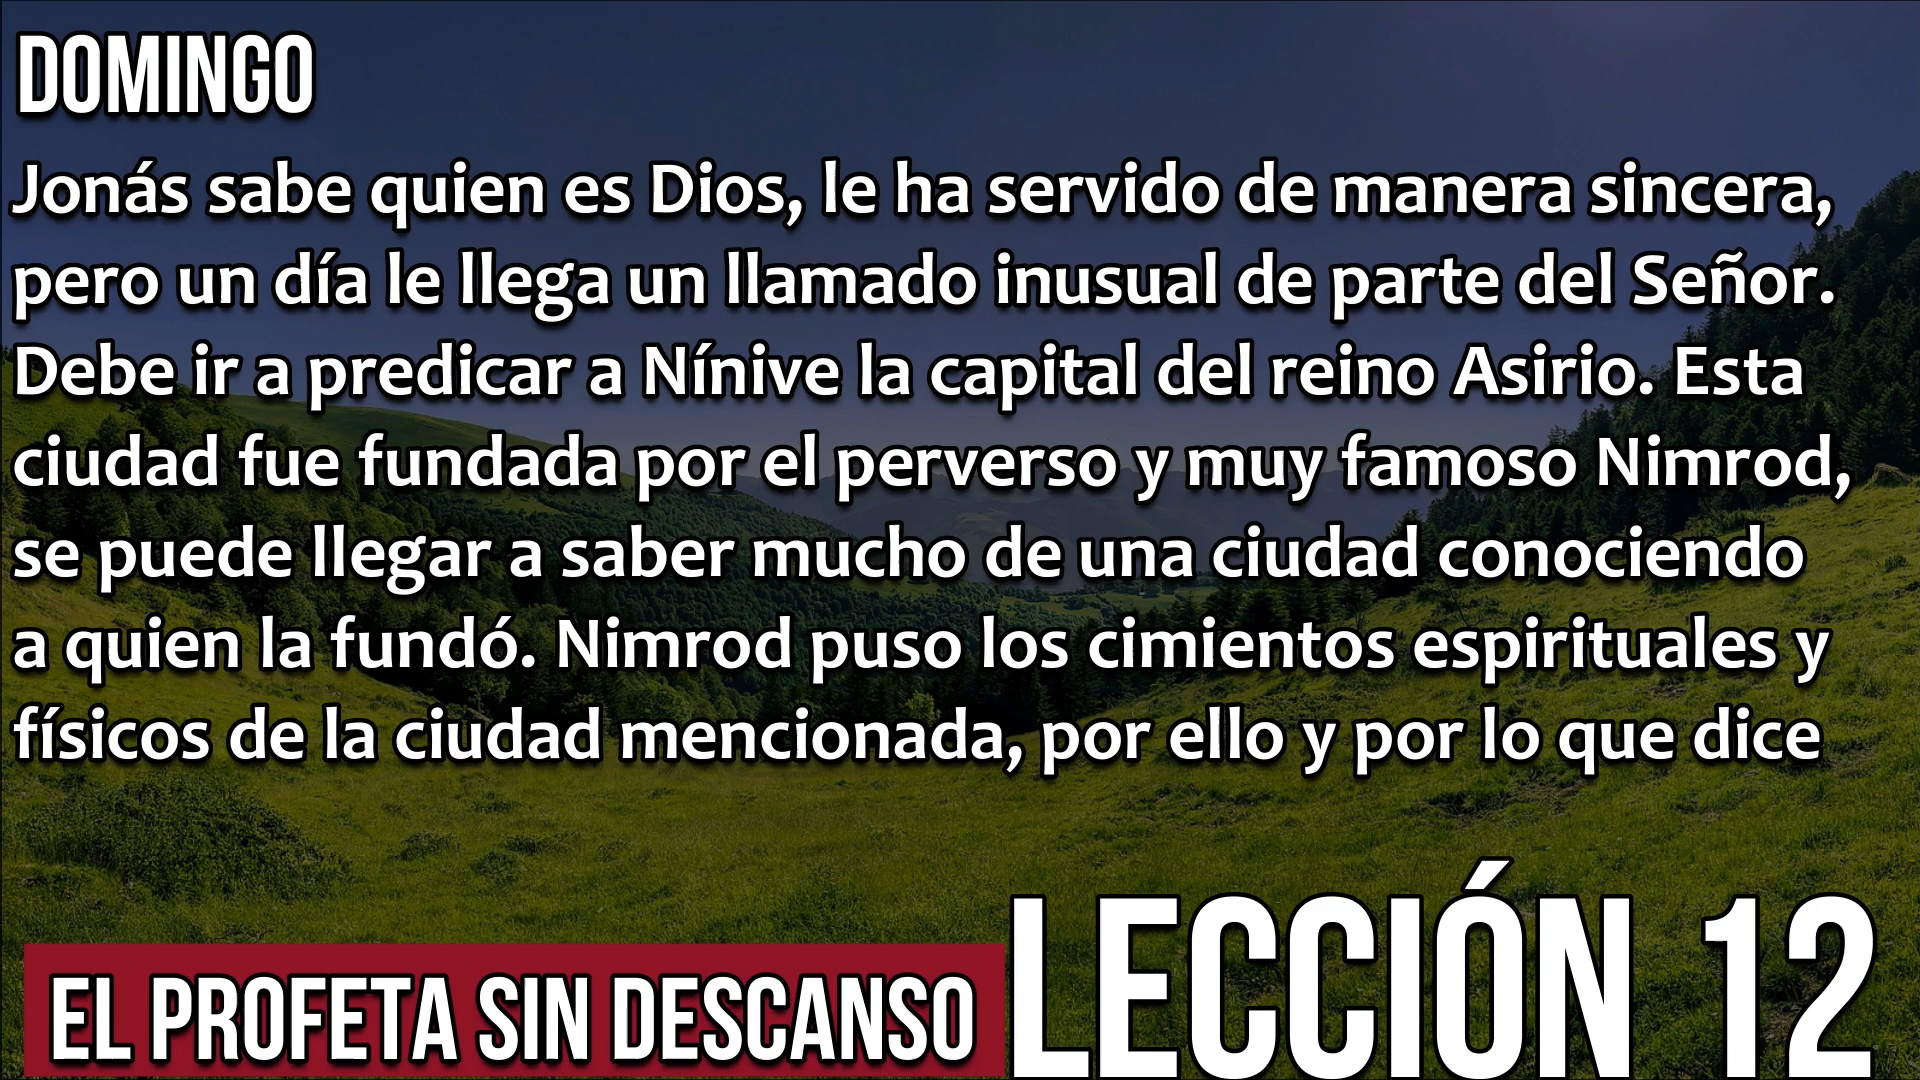 DOMINGO
Jonás sabe quien es Dios, le ha servido de manera sincera,
pero un día le llega un llamado inusual de parte del Señor.
Debe ir a predicar a Nínive la capital del reino Asirio. Esta
ciudad fue fundada por el perverso y muy famoso Nimrod,
se puede llegar a saber mucho de una ciudad conociendo
a quien la fundó. Nimrod puso los cimientos espirituales y
físicos de la ciudad mencionada, por ello y por lo que dice
EL PROFETA SIN DESCANSO
LECCIÓN 12